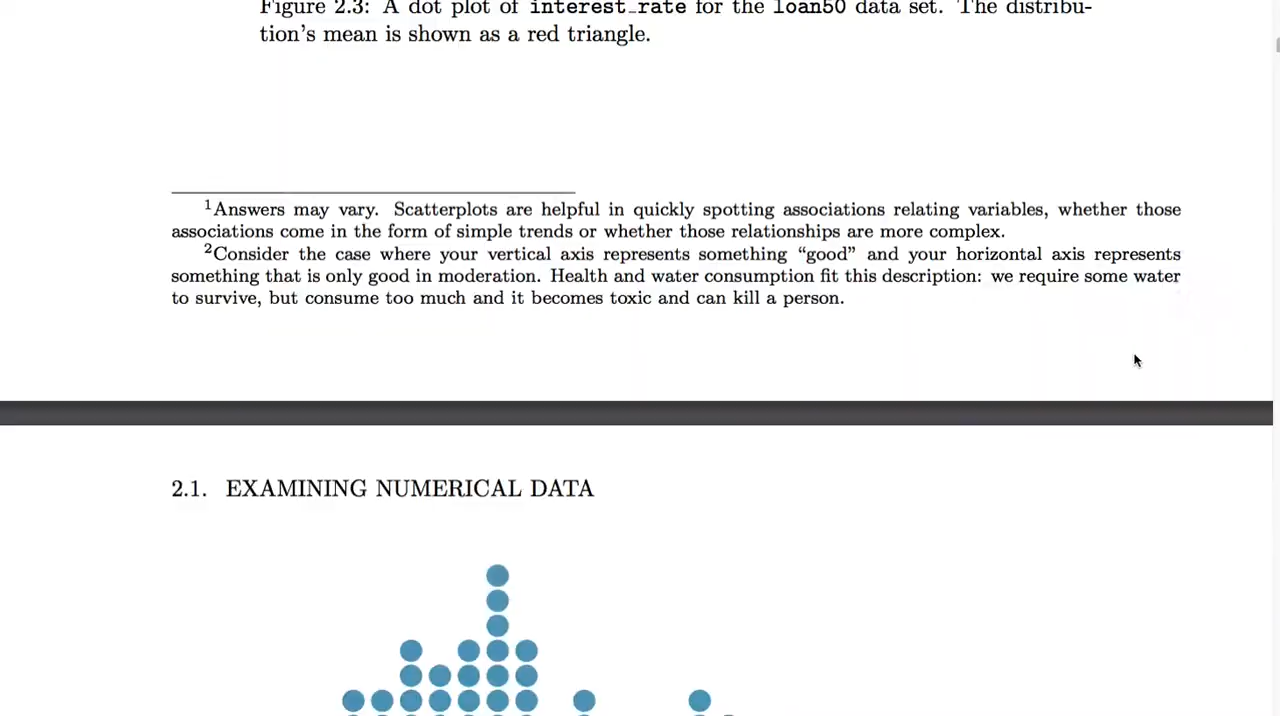 Figure 2.3: A dot plot of interest_rate for the loan50 data set. The distribu-
tion's mean is shown as a red triangle.
1Answers may vary. Scatterplots are helpful in quickly spotting associations relating variables, whether those
associations come in the form of simple trends or whether those relationships are more complex.
2Consider the case where your vertical axis represents something “good” and your horizontal axis represents
something that is only good in moderation. Health and water consumption fit this description: we require some water
to survive, but consume too much and it becomes toxic and can kill a person.
2.1. EXAMINING NUMERICAL DATA